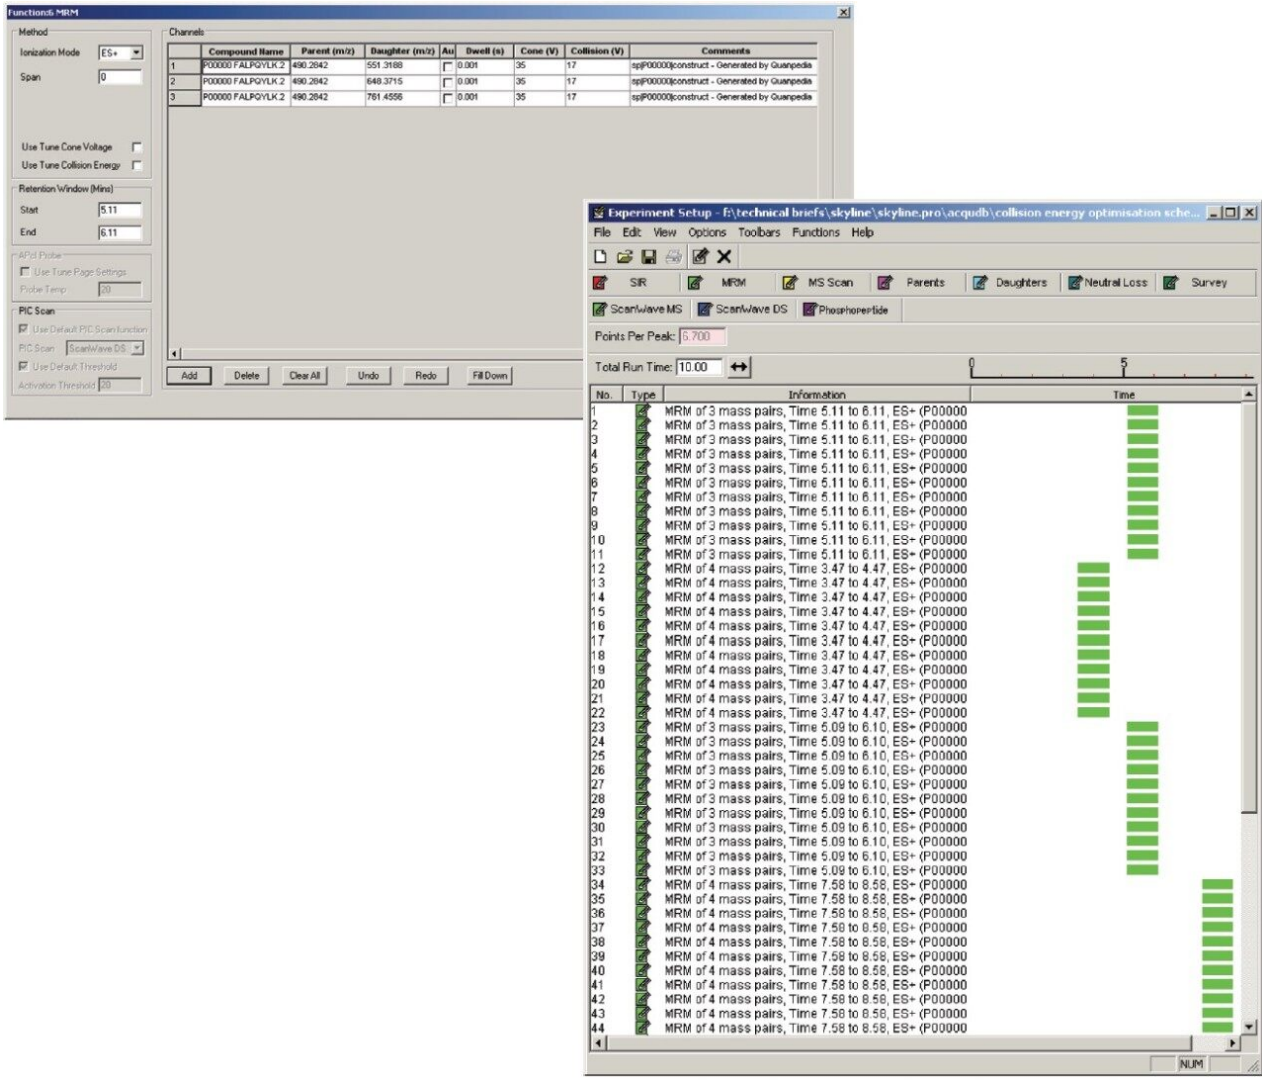 Function:6 MRM
Method
Ionization Mode ES+
Span 0
Use Tune Cone Voltage
Use Tune Collision Energy
Retention Window (Mins)
Start 5.11
End 6.11
APcI Probe
Use Tune Page Settings
Probe Temp 20
PIC Scan
Use Default PIC Scan function
PIC Scan ScanWave DS
Use Default Threshold
Activation Threshold 20
Channels
Compound Name Parent (m/z) Daughter (m/z) Au Dwell (s) Cone (V) Collision (V) Comments
1 P00000 FALPQYLK.2 490.2842 551.3188 0.001 35 17 sp|P00000|construct - Generated by Quanpedia
2 P00000 FALPQYLK.2 490.2842 648.3715 0.001 35 17 sp|P00000|construct - Generated by Quanpedia
3 P00000 FALPQYLK.2 490.2842 761.4556 0.001 35 17 sp|P00000|construct - Generated by Quanpedia
Add Delete Clear All Undo Redo Fill Down
Experiment Setup - f:\technical briefs\skyline\skyline.pro\acqudb\collision energy optimisation sche...
File Edit View Options Toolbars Functions Help
SIR MRM MS Scan Parents Daughters Neutral Loss Survey
ScanWave MS ScanWave DS Phosphopeptide
Points Per Peak: 6.700
Total Run Time: 10.00 0 5
No. Type Information Time
1 MRM of 3 mass pairs, Time 5.11 to 6.11, ES+ (P00000
2 MRM of 3 mass pairs, Time 5.11 to 6.11, ES+ (P00000
3 MRM of 3 mass pairs, Time 5.11 to 6.11, ES+ (P00000
4 MRM of 3 mass pairs, Time 5.11 to 6.11, ES+ (P00000
5 MRM of 3 mass pairs, Time 5.11 to 6.11, ES+ (P00000
6 MRM of 3 mass pairs, Time 5.11 to 6.11, ES+ (P00000
7 MRM of 3 mass pairs, Time 5.11 to 6.11, ES+ (P00000
8 MRM of 3 mass pairs, Time 5.11 to 6.11, ES+ (P00000
9 MRM of 3 mass pairs, Time 5.11 to 6.11, ES+ (P00000
10 MRM of 3 mass pairs, Time 5.11 to 6.11, ES+ (P00000
11 MRM of 3 mass pairs, Time 5.11 to 6.11, ES+ (P00000
12 MRM of 4 mass pairs, Time 3.47 to 4.47, ES+ (P00000
13 MRM of 4 mass pairs, Time 3.47 to 4.47, ES+ (P00000
14 MRM of 4 mass pairs, Time 3.47 to 4.47, ES+ (P00000
15 MRM of 4 mass pairs, Time 3.47 to 4.47, ES+ (P00000
16 MRM of 4 mass pairs, Time 3.47 to 4.47, ES+ (P00000
17 MRM of 4 mass pairs, Time 3.47 to 4.47, ES+ (P00000
18 MRM of 4 mass pairs, Time 3.47 to 4.47, ES+ (P00000
19 MRM of 4 mass pairs, Time 3.47 to 4.47, ES+ (P00000
20 MRM of 4 mass pairs, Time 3.47 to 4.47, ES+ (P00000
21 MRM of 4 mass pairs, Time 3.47 to 4.47, ES+ (P00000
22 MRM of 4 mass pairs, Time 3.47 to 4.47, ES+ (P00000
23 MRM of 3 mass pairs, Time 5.09 to 6.10, ES+ (P00000
24 MRM of 3 mass pairs, Time 5.09 to 6.10, ES+ (P00000
25 MRM of 3 mass pairs, Time 5.09 to 6.10, ES+ (P00000
26 MRM of 3 mass pairs, Time 5.09 to 6.10, ES+ (P00000
27 MRM of 3 mass pairs, Time 5.09 to 6.10, ES+ (P00000
28 MRM of 3 mass pairs, Time 5.09 to 6.10, ES+ (P00000
29 MRM of 3 mass pairs, Time 5.09 to 6.10, ES+ (P00000
30 MRM of 3 mass pairs, Time 5.09 to 6.10, ES+ (P00000
31 MRM of 3 mass pairs, Time 5.09 to 6.10, ES+ (P00000
32 MRM of 3 mass pairs, Time 5.09 to 6.10, ES+ (P00000
33 MRM of 3 mass pairs, Time 5.09 to 6.10, ES+ (P00000
34 MRM of 4 mass pairs, Time 7.58 to 8.58, ES+ (P00000
35 MRM of 4 mass pairs, Time 7.58 to 8.58, ES+ (P00000
36 MRM of 4 mass pairs, Time 7.58 to 8.58, ES+ (P00000
37 MRM of 4 mass pairs, Time 7.58 to 8.58, ES+ (P00000
38 MRM of 4 mass pairs, Time 7.58 to 8.58, ES+ (P00000
39 MRM of 4 mass pairs, Time 7.58 to 8.58, ES+ (P00000
40 MRM of 4 mass pairs, Time 7.58 to 8.58, ES+ (P00000
41 MRM of 4 mass pairs, Time 7.58 to 8.58, ES+ (P00000
42 MRM of 4 mass pairs, Time 7.58 to 8.58, ES+ (P00000
43 MRM of 4 mass pairs, Time 7.58 to 8.58, ES+ (P00000
44 MRM of 4 mass pairs, Time 7.58 to 8.58, ES+ (P00000
NUM